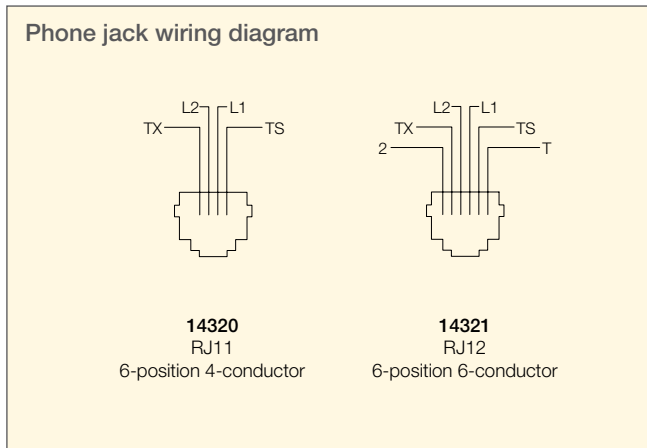 Phone jack wiring diagram
L2 L1
TX TS
L2 L1
TX TS
2 T
14320
RJ11
6-position 4-conductor
14321
RJ12
6-position 6-conductor